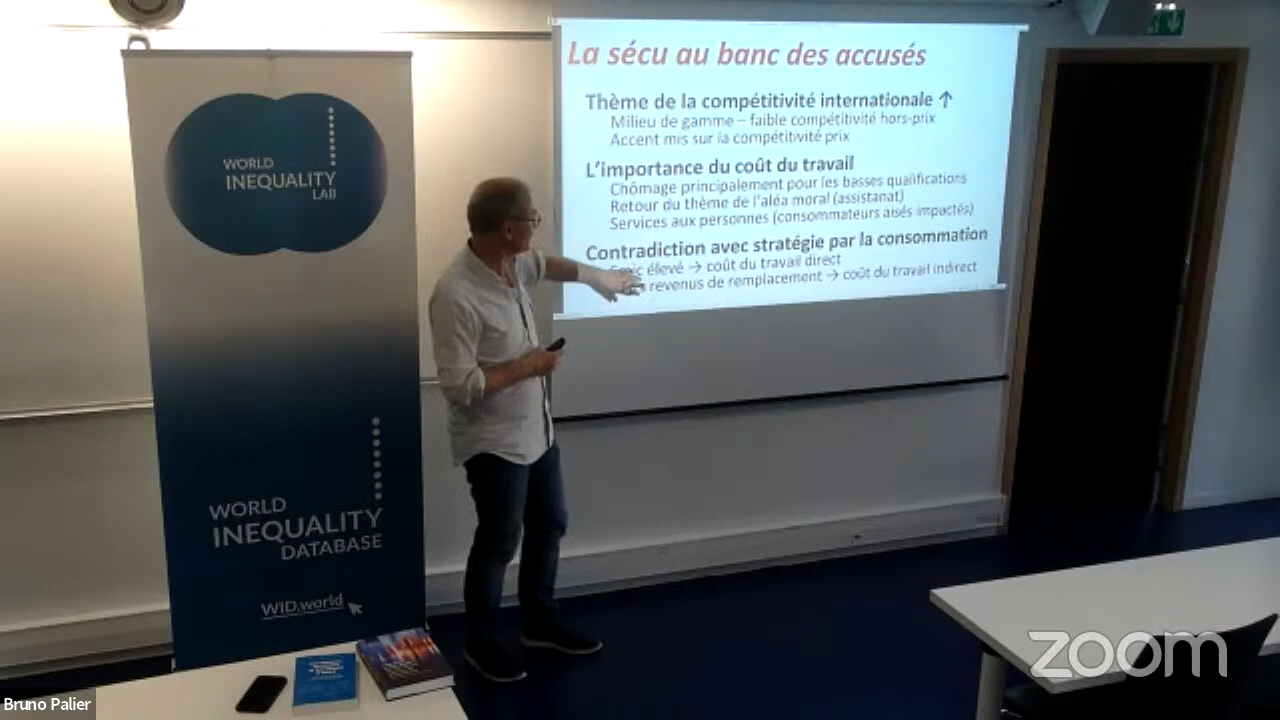 La sécu au banc des accusés
Thème de la compétitivité internationale ↑
Milieu de gamme – faible compétitivité hors-prix
Accent mis sur la compétitivité prix
L'importance du coût du travail
Chômage principalement pour les basses qualifications
Retour du thème de l'aléa moral (assistanat)
Services aux personnes (consommateurs aisés impactés)
Contradiction avec stratégie par la consommation
élevé → coût du travail direct
revenus de remplacement → coût du travail indirect
WORLD
INEQUALITY
LAB
WORLD
INEQUALITY
DATABASE
WID.world
Bruno Palier
zoom